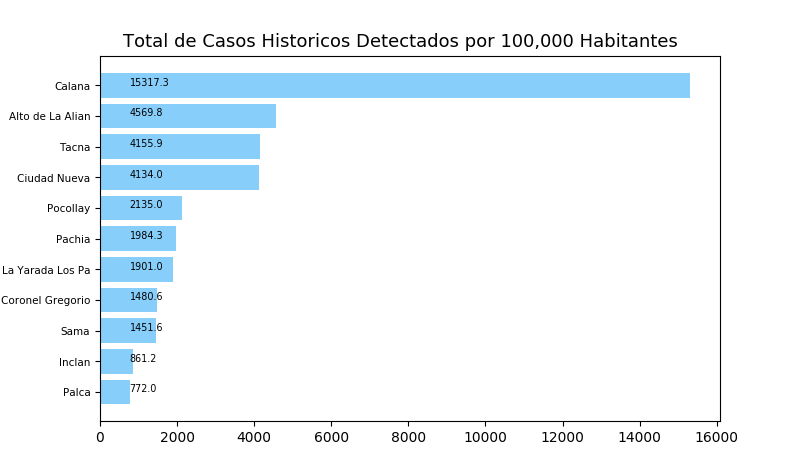 Total de Casos Historicos Detectados por 100,000 Habitantes
Calana 15317.3
Alto de La Alian 4569.8
Tacna 4155.9
Ciudad Nueva 4134.0
Pocollay 2135.0
Pachia 1984.3
La Yarada Los Pa 1901.0
Coronel Gregorio 1480.6
Sama 1451.6
Inclan 861.2
Palca 772.0
0 2000 4000 6000 8000 10000 12000 14000 16000